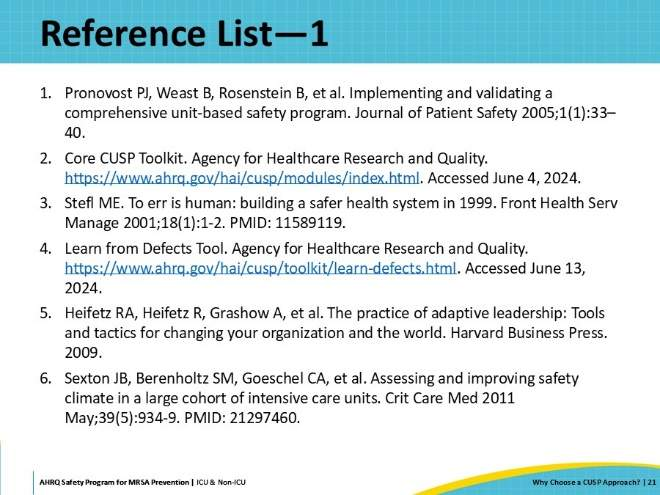 Reference List—1
1. Pronovost PJ, Weast B, Rosenstein B, et al. Implementing and validating a
comprehensive unit-based safety program. Journal of Patient Safety 2005;1(1):33–
40.
2. Core CUSP Toolkit. Agency for Healthcare Research and Quality.
https://www.ahrq.gov/hai/cusp/modules/index.html. Accessed June 4, 2024.
3. Stefl ME. To err is human: building a safer health system in 1999. Front Health Serv
Manage 2001;18(1):1-2. PMID: 11589119.
4. Learn from Defects Tool. Agency for Healthcare Research and Quality.
https://www.ahrq.gov/hai/cusp/toolkit/learn-defects.html. Accessed June 13,
2024.
5. Heifetz RA, Heifetz R, Grashow A, et al. The practice of adaptive leadership: Tools
and tactics for changing your organization and the world. Harvard Business Press.
2009.
6. Sexton JB, Berenholtz SM, Goeschel CA, et al. Assessing and improving safety
climate in a large cohort of intensive care units. Crit Care Med 2011
May;39(5):934-9. PMID: 21297460.
AHRQ Safety Program for MRSA Prevention | ICU & Non-ICU
Why Choose a CUSP Approach? | 21